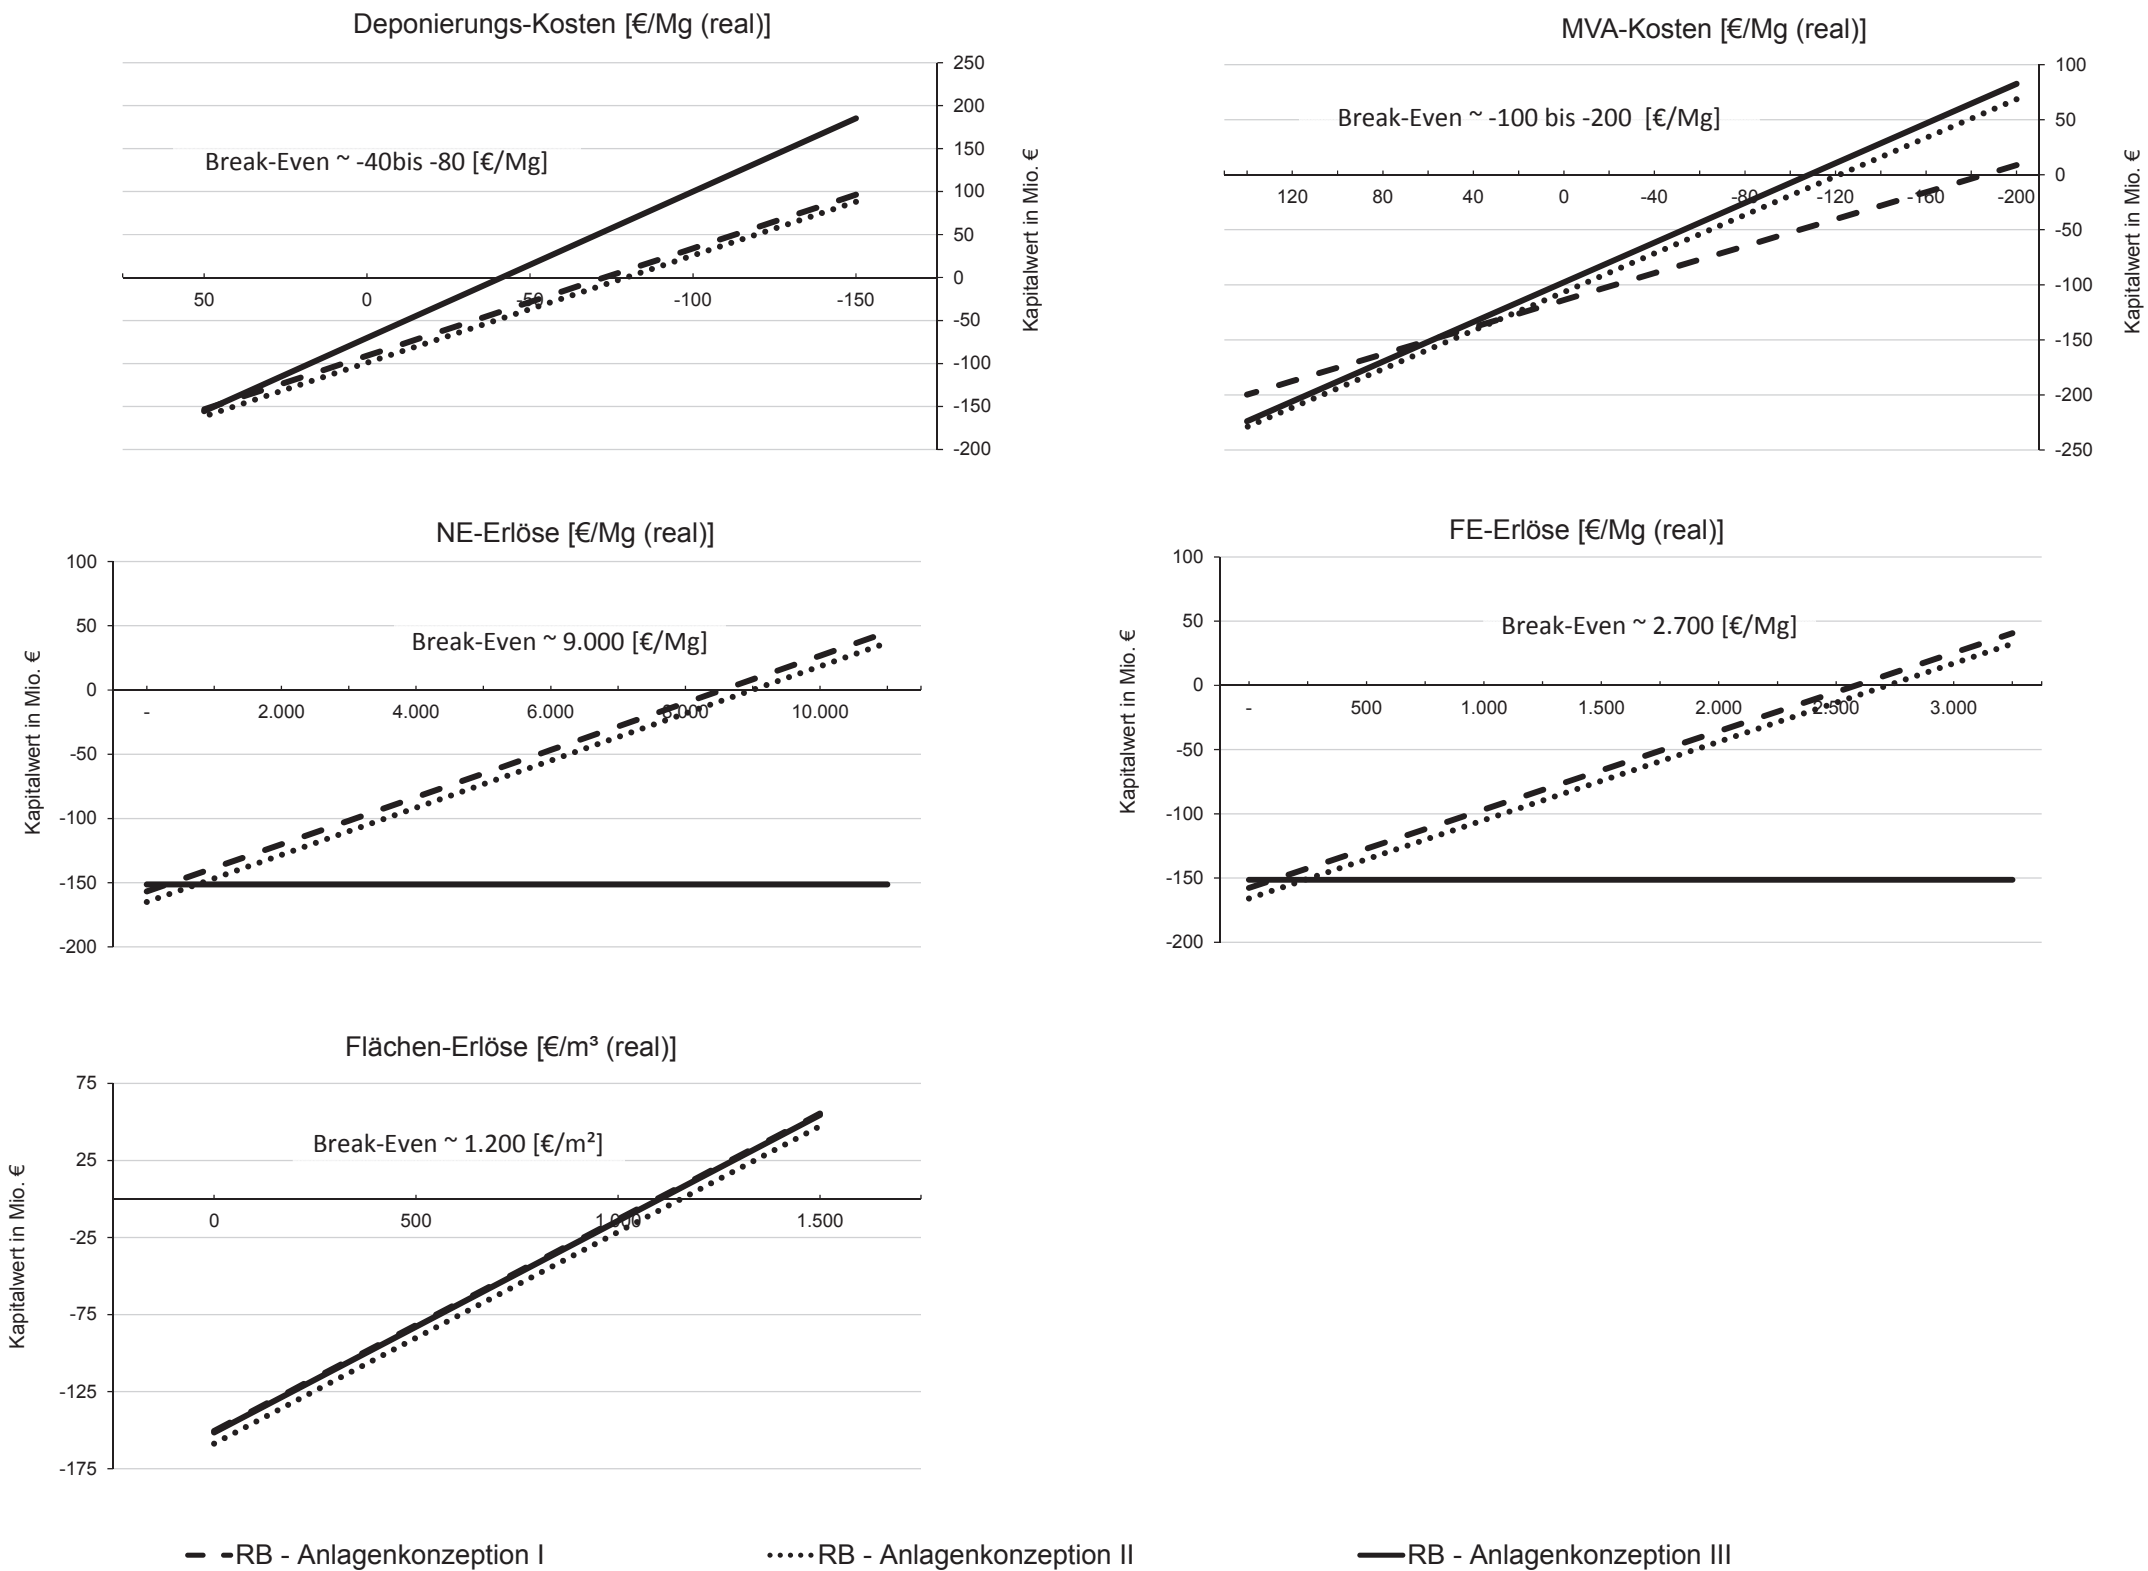 Deponierungs-Kosten [€/Mg (real)]
250
200
150
100
50
0
-50
-100
-150
-200
Kapitalwert in Mio. €
Break-Even ~ -40bis -80 [€/Mg]
50 0 -50 -100 -150
MVA-Kosten [€/Mg (real)]
100
50
0
-50
-100
-150
-200
-250
Kapitalwert in Mio. €
Break-Even ~ -100 bis -200 [€/Mg]
120 80 40 0 -40 -80 -120 -160 -200
NE-Erlöse [€/Mg (real)]
100
50
0
-50
-100
-150
-200
Kapitalwert in Mio. €
Break-Even ~ 9.000 [€/Mg]
- 2.000 4.000 6.000 8.000 10.000
FE-Erlöse [€/Mg (real)]
100
50
0
-50
-100
-150
-200
Kapitalwert in Mio. €
Break-Even ~ 2.700 [€/Mg]
- 500 1.000 1.500 2.000 2.500 3.000
Flächen-Erlöse [€/m³ (real)]
75
25
-25
-75
-125
-175
Kapitalwert in Mio. €
Break-Even ~ 1.200 [€/m²]
0 500 1.000 1.500
RB - Anlagenkonzeption I
RB - Anlagenkonzeption II
RB - Anlagenkonzeption III